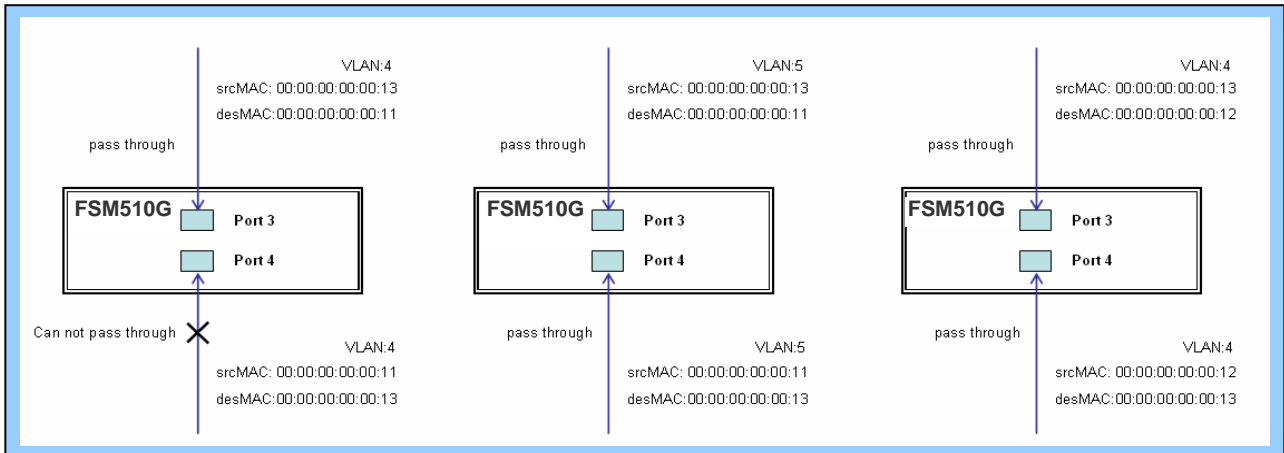 VLAN:4
srcMAC: 00:00:00:00:00:13
desMAC:00:00:00:00:00:11
pass through
FSM510G
Port 3
Port 4
Can not pass through
VLAN:4
srcMAC: 00:00:00:00:00:11
desMAC:00:00:00:00:00:13
VLAN:5
srcMAC: 00:00:00:00:00:13
desMAC:00:00:00:00:00:11
pass through
FSM510G
Port 3
Port 4
pass through
VLAN:5
srcMAC: 00:00:00:00:00:11
desMAC:00:00:00:00:00:13
VLAN:4
srcMAC: 00:00:00:00:00:13
desMAC:00:00:00:00:00:12
pass through
FSM510G
Port 3
Port 4
pass through
VLAN:4
srcMAC: 00:00:00:00:00:12
desMAC:00:00:00:00:00:13